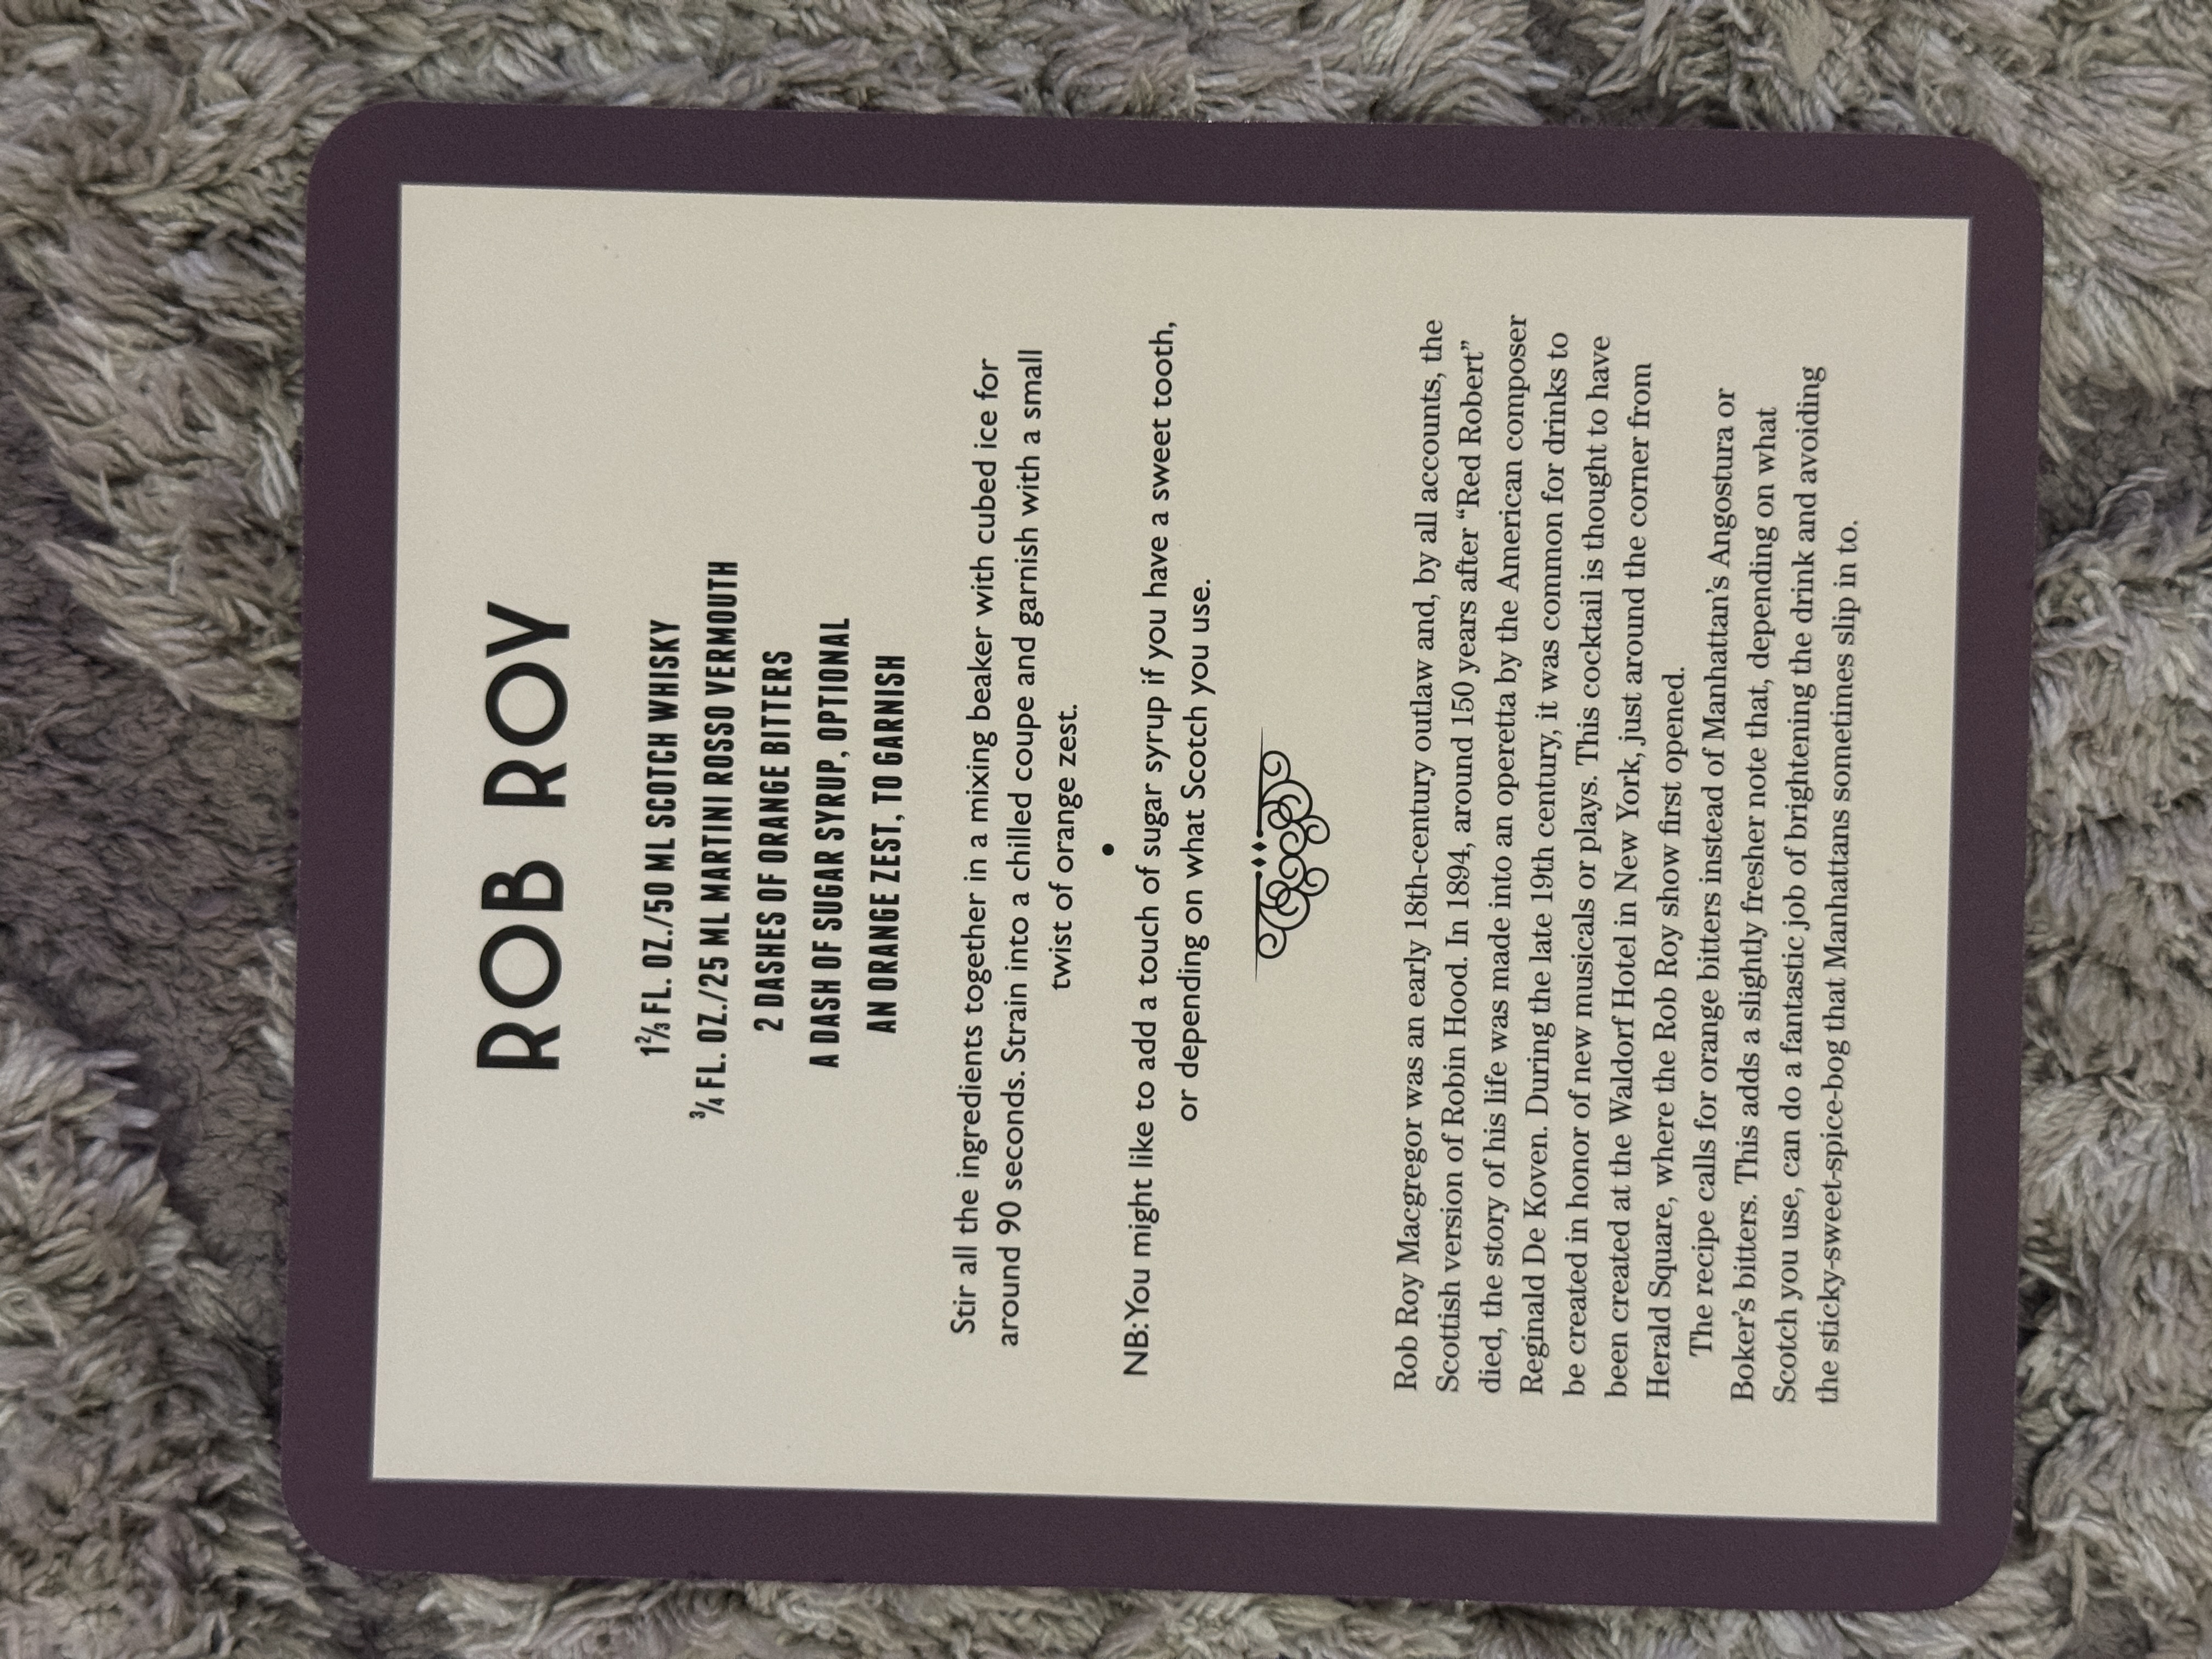 ROB ROY
1⅔ FL. OZ./50 ML SCOTCH WHISKY
¾ FL. OZ./25 ML MARTINI ROSSO VERMOUTH
2 DASHES OF ORANGE BITTERS
A DASH OF SUGAR SYRUP, OPTIONAL
AN ORANGE ZEST, TO GARNISH
Stir all the ingredients together in a mixing beaker with cubed ice for
around 90 seconds. Strain into a chilled coupe and garnish with a small
twist of orange zest.
•
NB: You might like to add a touch of sugar syrup if you have a sweet tooth,
or depending on what Scotch you use.
Rob Roy Macgregor was an early 18th-century outlaw and, by all accounts, the
Scottish version of Robin Hood. In 1894, around 150 years after “Red Robert”
died, the story of his life was made into an operetta by the American composer
Reginald De Koven. During the late 19th century, it was common for drinks to
be created in honor of new musicals or plays. This cocktail is thought to have
been created at the Waldorf Hotel in New York, just around the corner from
Herald Square, where the Rob Roy show first opened.
The recipe calls for orange bitters instead of Manhattan’s Angostura or
Boker’s bitters. This adds a slightly fresher note that, depending on what
Scotch you use, can do a fantastic job of brightening the drink and avoiding
the sticky-sweet-spice-bog that Manhattans sometimes slip in to.